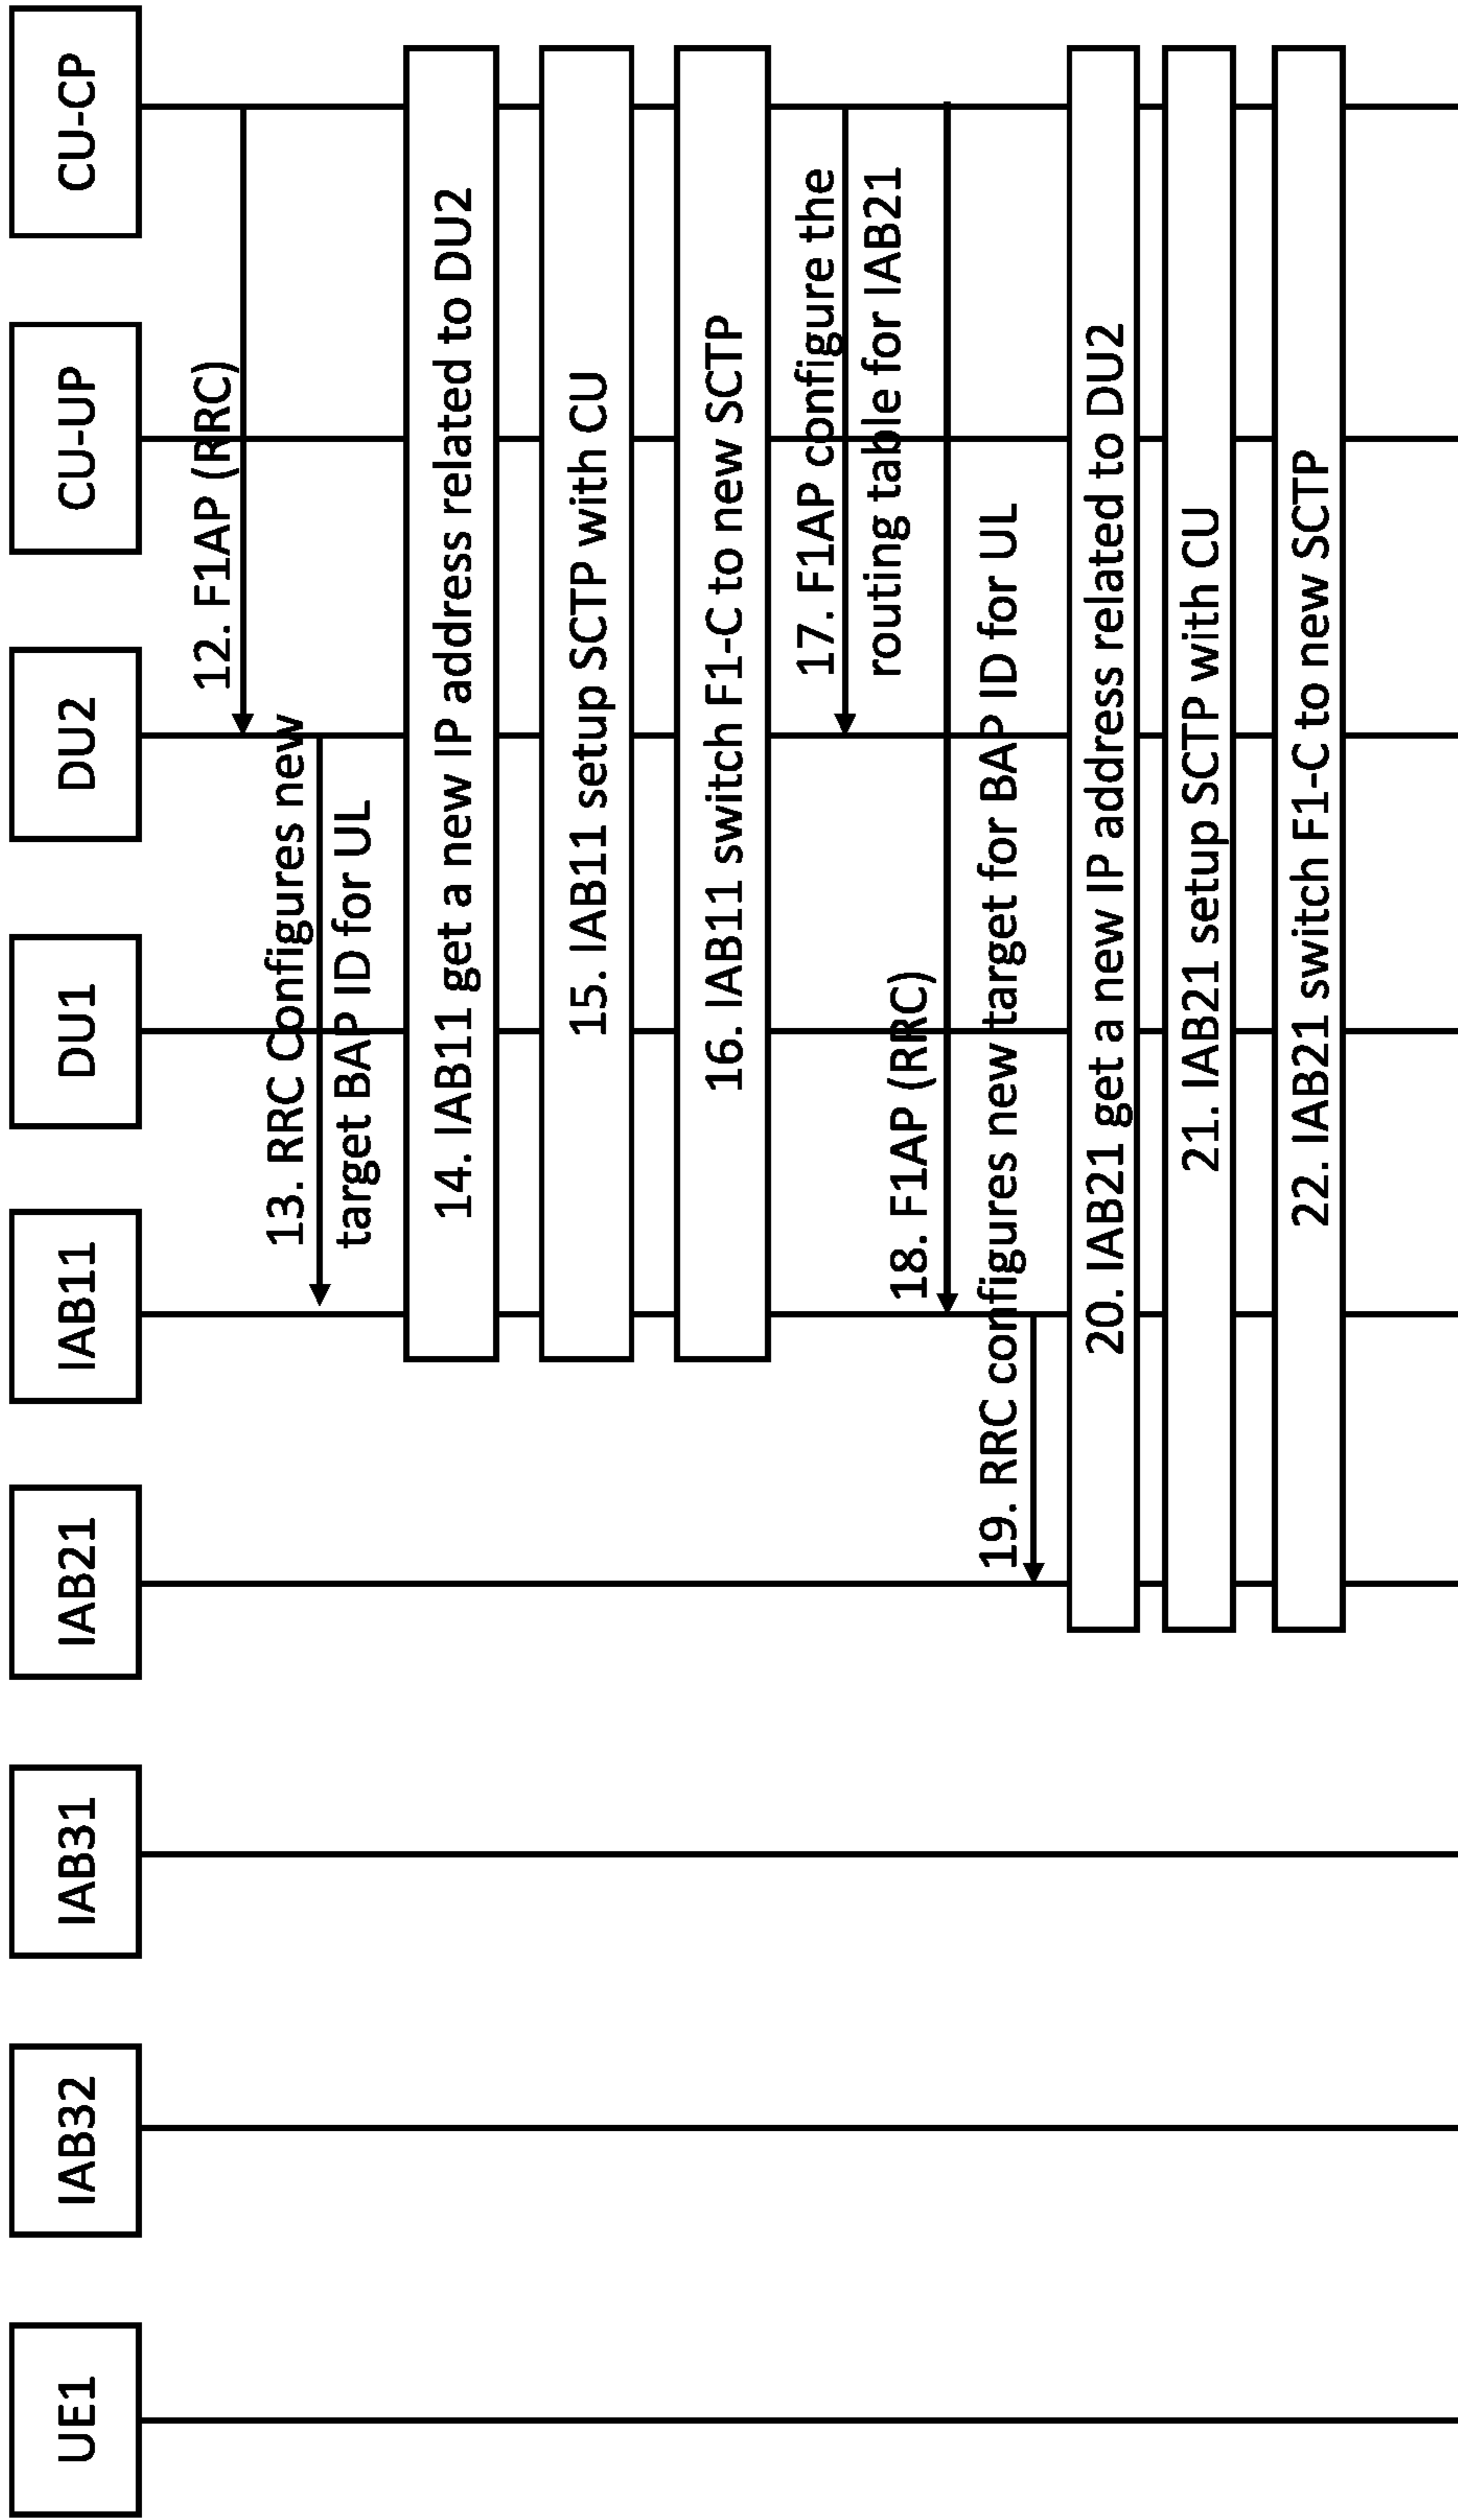 UE1
IAB32
IAB31
IAB21
IAB11
DU1
DU2
CU-UP
CU-CP
12. F1AP (RRC)
13. RRC Configures new
target BAP ID for UL
14. IAB11 get a new IP address related to DU2
15. IAB11 setup SCTP with CU
16. IAB11 switch F1-C to new SCTP
17. F1AP configure the
routing table for IAB21
18. F1AP (RRC)
19. RRC configures new target for BAP ID for UL
20. IAB21 get a new IP address related to DU2
21. IAB21 setup SCTP with CU
22. IAB21 switch F1-C to new SCTP